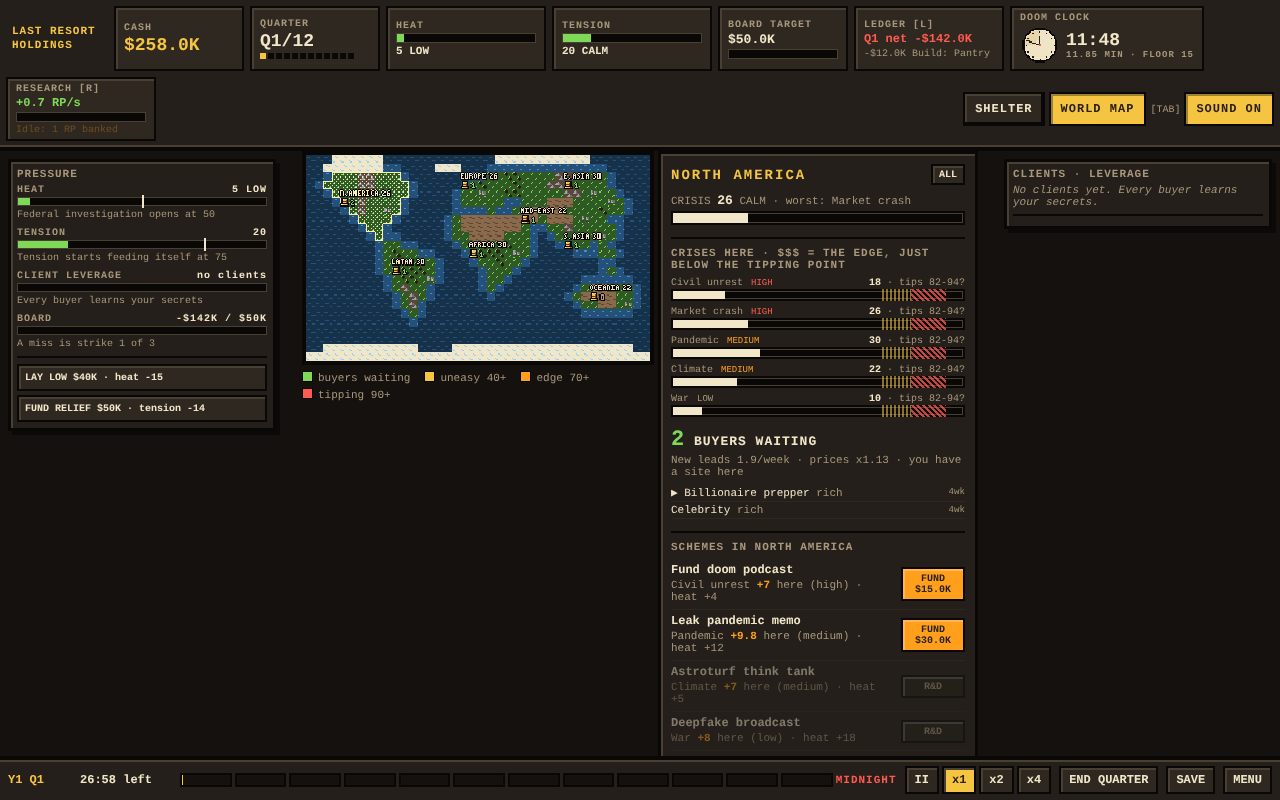 LAST RESORT
HOLDINGS
CASH
$258.0K
QUARTER
Q1/12
HEAT
5 LOW
TENSION
20 CALM
BOARD TARGET
$50.0K
LEDGER [L]
Q1 net -$142.0K
-$12.0K Build: Pantry
DOOM CLOCK
11:48
11.85 MIN · FLOOR 15
RESEARCH [R]
+0.7 RP/s
Idle: 1 RP banked
SHELTER
WORLD MAP
[TAB]
SOUND ON
PRESSURE
HEAT 5 LOW
Federal investigation opens at 50
TENSION 20
Tension starts feeding itself at 75
CLIENT LEVERAGE no clients
Every buyer learns your secrets
BOARD -$142K / $50K
A miss is strike 1 of 3
LAY LOW $40K · heat -15
FUND RELIEF $50K · tension -14
N.AMERICA 26
1
EUROPE 26
1
E.ASIA 30
1
MID-EAST 22
1
S.ASIA 30
1
AFRICA 30
1
LATAM 30
1
OCEANIA 22
0
buyers waiting
uneasy 40+
edge 70+
tipping 90+
NORTH AMERICA
ALL
CRISIS 26 CALM · worst: Market crash
CRISES HERE · $$$ = THE EDGE, JUST
BELOW THE TIPPING POINT
Civil unrest HIGH 18 · tips 82-94?
Market crash HIGH 26 · tips 82-94?
Pandemic MEDIUM 30 · tips 82-94?
Climate MEDIUM 22 · tips 82-94?
War LOW 10 · tips 82-94?
2 BUYERS WAITING
New leads 1.9/week · prices x1.13 · you have
a site here
▶ Billionaire prepper rich 4wk
Celebrity rich 4wk
SCHEMES IN NORTH AMERICA
Fund doom podcast
Civil unrest +7 here (high) ·
heat +4
FUND
$15.0K
Leak pandemic memo
Pandemic +9.8 here (medium) ·
heat +12
FUND
$30.0K
Astroturf think tank
Climate +7 here (medium) · heat
+5
R&D
Deepfake broadcast
War +8 here (low) · heat +18
R&D
CLIENTS · LEVERAGE
No clients yet. Every buyer learns
your secrets.
Y1 Q1
26:58 left
MIDNIGHT
II
x1
x2
x4
END QUARTER
SAVE
MENU